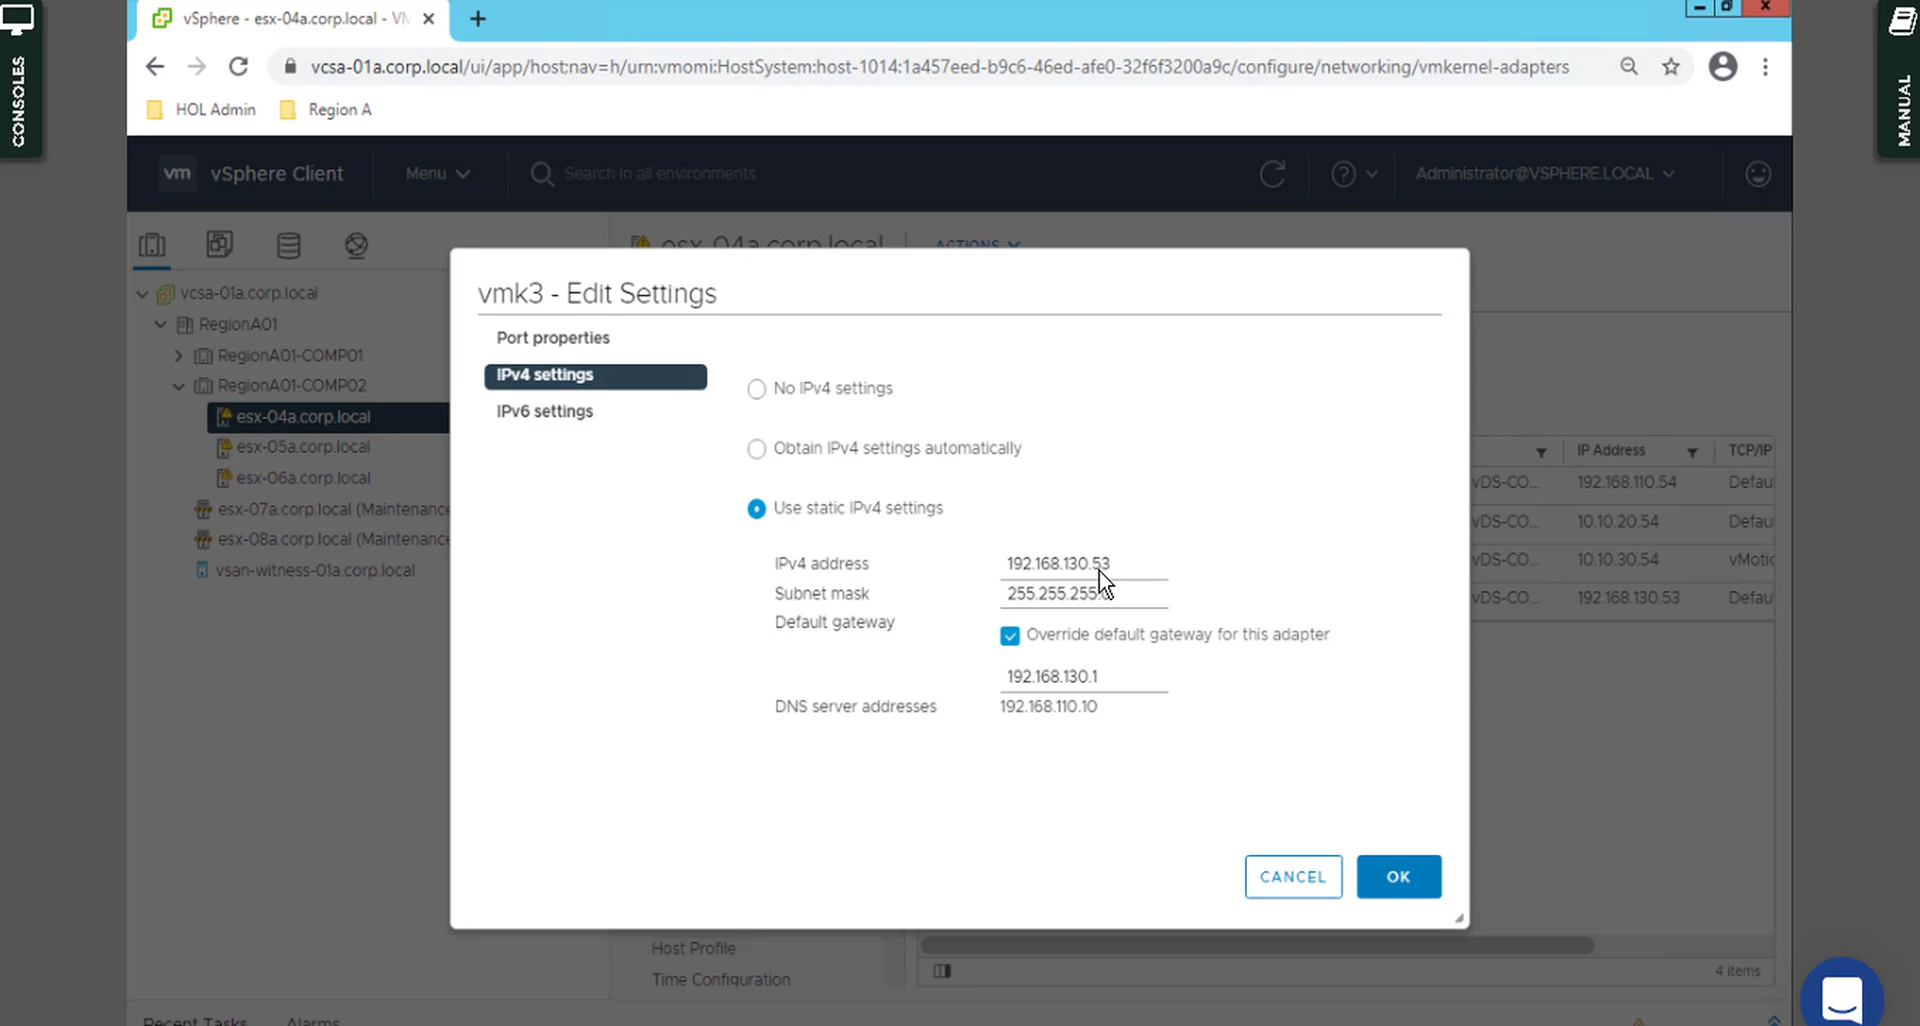 vSphere - esx-04a.corp.local - VM
vcsa-01a.corp.local/ui/app/host:nav=h/urn:vmomi:HostSystem:host-1014:1a457eed-b9c6-46ed-afe0-32f6f3200a9c/configure/networking/vmkernel-adapters
HOL Admin
Region A
CONSOLES
MANUAL
vm vSphere Client
Menu
Search in all environments
Administrator@VSPHERE.LOCAL
esx-04a.corp.local
ACTIONS
vcsa-01a.corp.local
RegionA01
RegionA01-COMP01
RegionA01-COMP02
esx-04a.corp.local
esx-05a.corp.local
esx-06a.corp.local
esx-07a.corp.local (Maintenance
esx-08a.corp.local (Maintenance
vsan-witness-01a.corp.local
vmk3 - Edit Settings
Port properties
IPv4 settings
IPv6 settings
No IPv4 settings
Obtain IPv4 settings automatically
Use static IPv4 settings
IPv4 address 192.168.130.53
Subnet mask 255.255.255.
Default gateway
Override default gateway for this adapter
192.168.130.1
DNS server addresses 192.168.110.10
CANCEL
OK
IP Address TCP/IP
vDS-CO... 192.168.110.54 Defau
vDS-CO... 10.10.20.54 Defau
vDS-CO... 10.10.30.54 vMotio
vDS-CO... 192.168.130.53 Defau
Host Profile
Time Configuration
4 items
Recent Tasks
Alarms